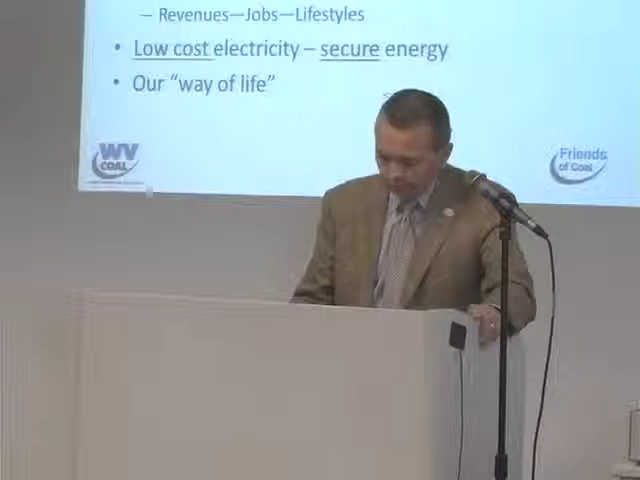 – Revenues—Jobs—Lifestyles
• Low cost electricity – secure energy
• Our "way of life"
WV
COAL
Friends
of Coal